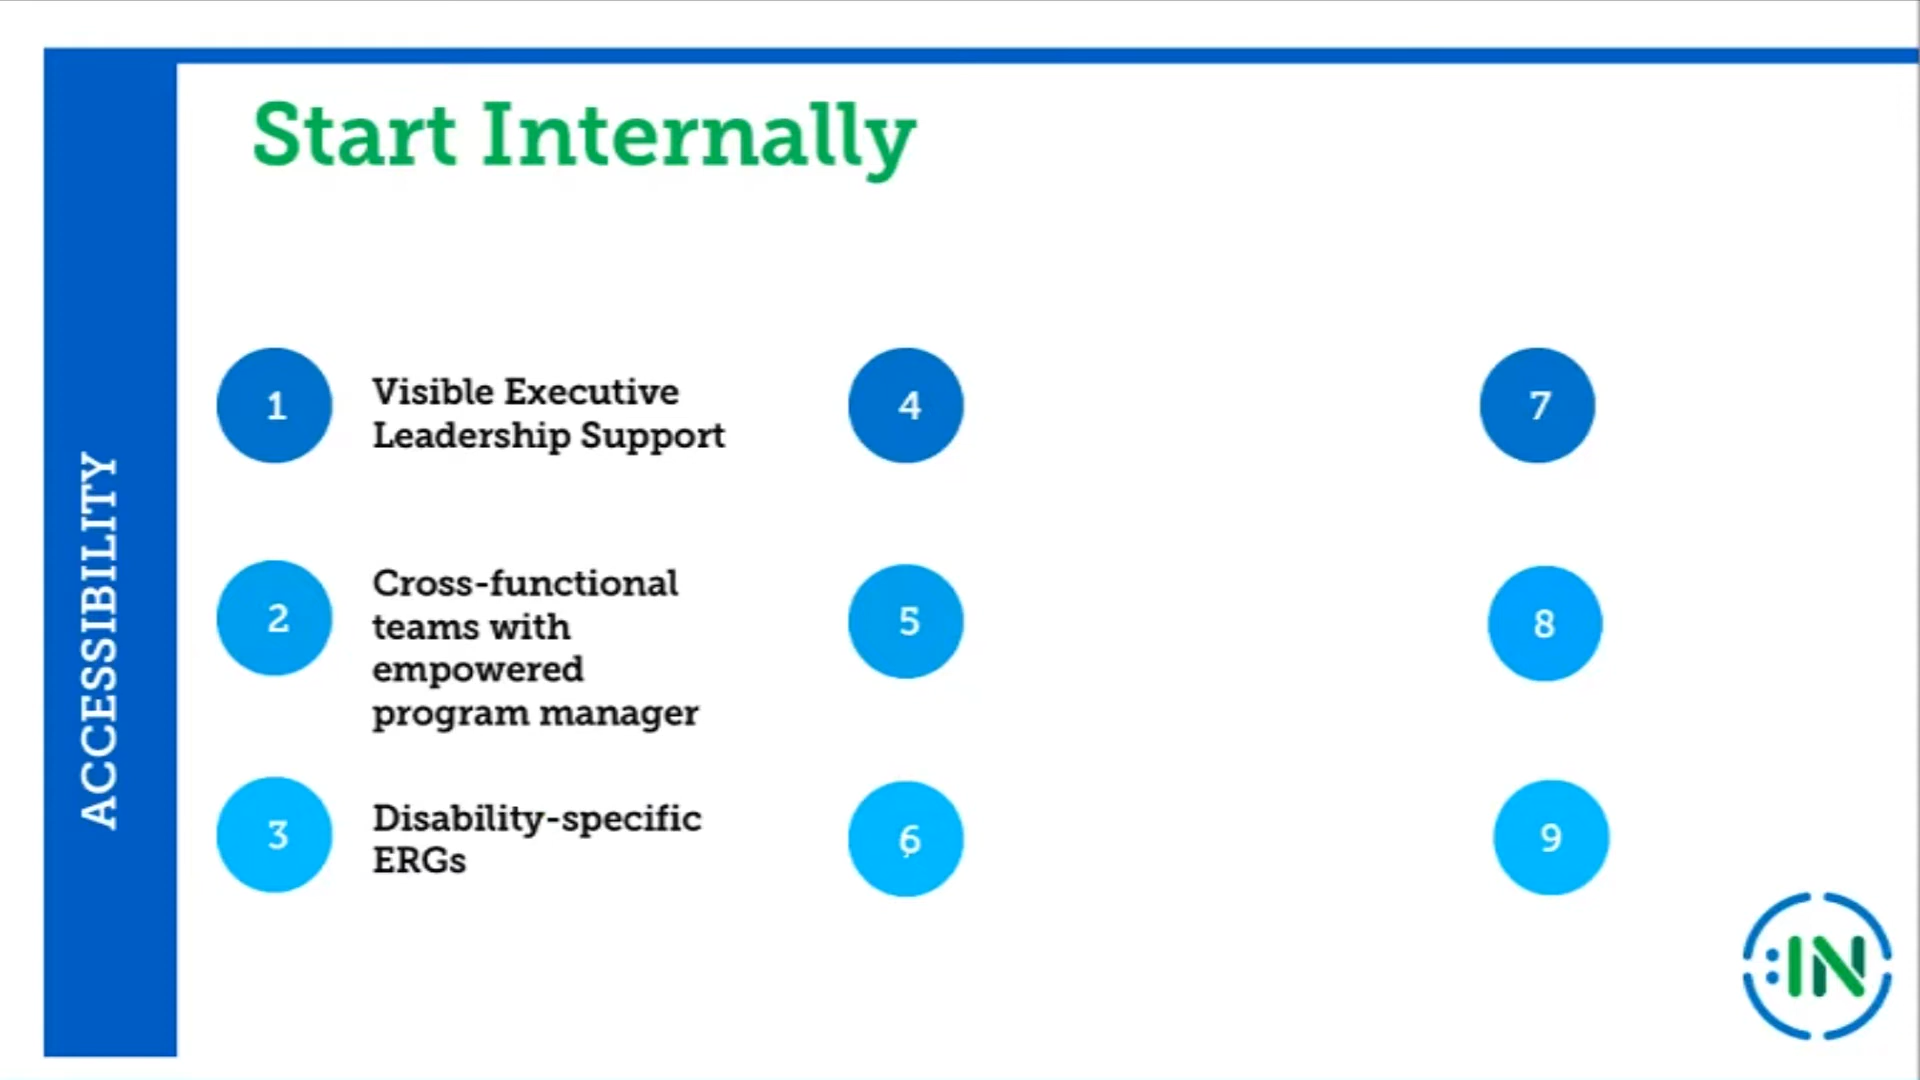 Start Internally
ACCESSIBILITY
1
Visible Executive
Leadership Support
2
Cross-functional
teams with
empowered
program manager
3
Disability-specific
ERGs
4
5
6
7
8
9
:IN